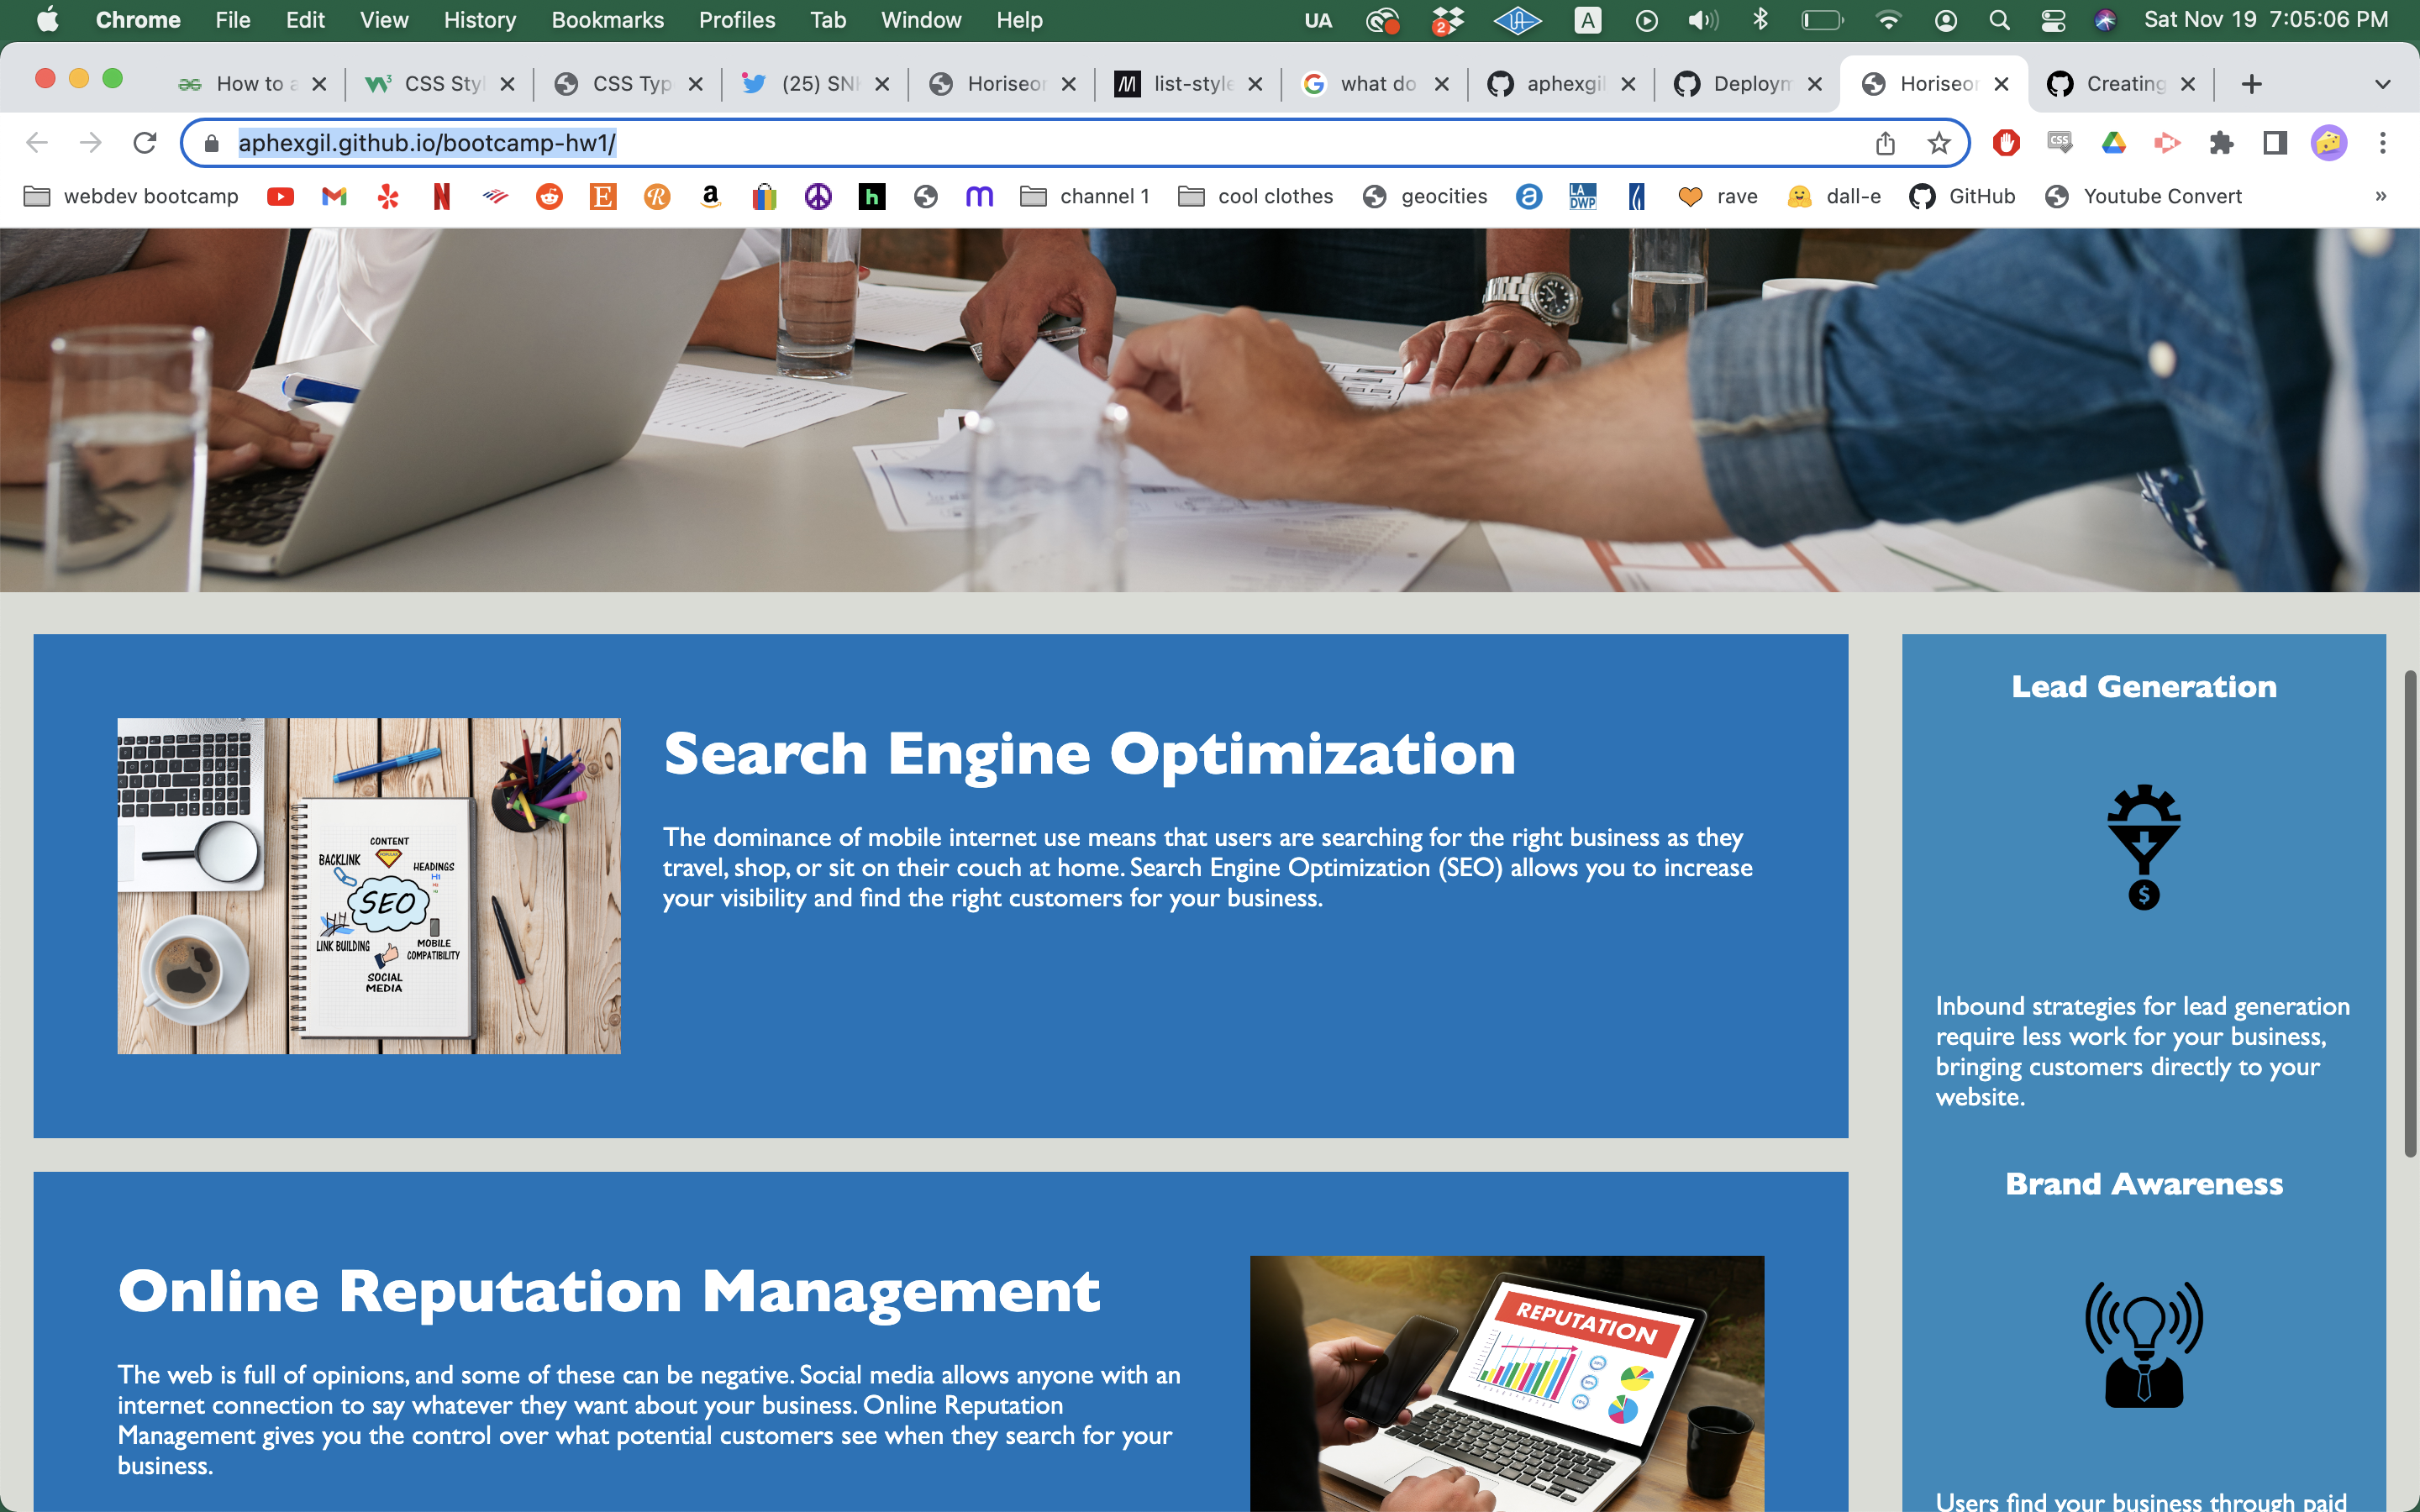 Chrome File Edit View History Bookmarks Profiles Tab Window Help UA 2 A Sat Nov 19 7:05:06 PM
How to a CSS Styl CSS Typ (25) SNK Horiseon list-style what do aphexgil Deploym Horiseon Creating
aphexgil.github.io/bootcamp-hw1/
CSS
webdev bootcamp channel 1 cool clothes geocities LA DWP rave dall-e GitHub Youtube Convert »
Search Engine Optimization
The dominance of mobile internet use means that users are searching for the right business as they
travel, shop, or sit on their couch at home. Search Engine Optimization (SEO) allows you to increase
your visibility and find the right customers for your business.
CONTENT
BACKLINK
HEADINGS
H1
SEO
LINK BUILDING
MOBILE
COMPATIBILITY
SOCIAL
MEDIA
Online Reputation Management
The web is full of opinions, and some of these can be negative. Social media allows anyone with an
internet connection to say whatever they want about your business. Online Reputation
Management gives you the control over what potential customers see when they search for your
business.
REPUTATION
Lead Generation
$
Inbound strategies for lead generation
require less work for your business,
bringing customers directly to your
website.
Brand Awareness
Users find your business through paid